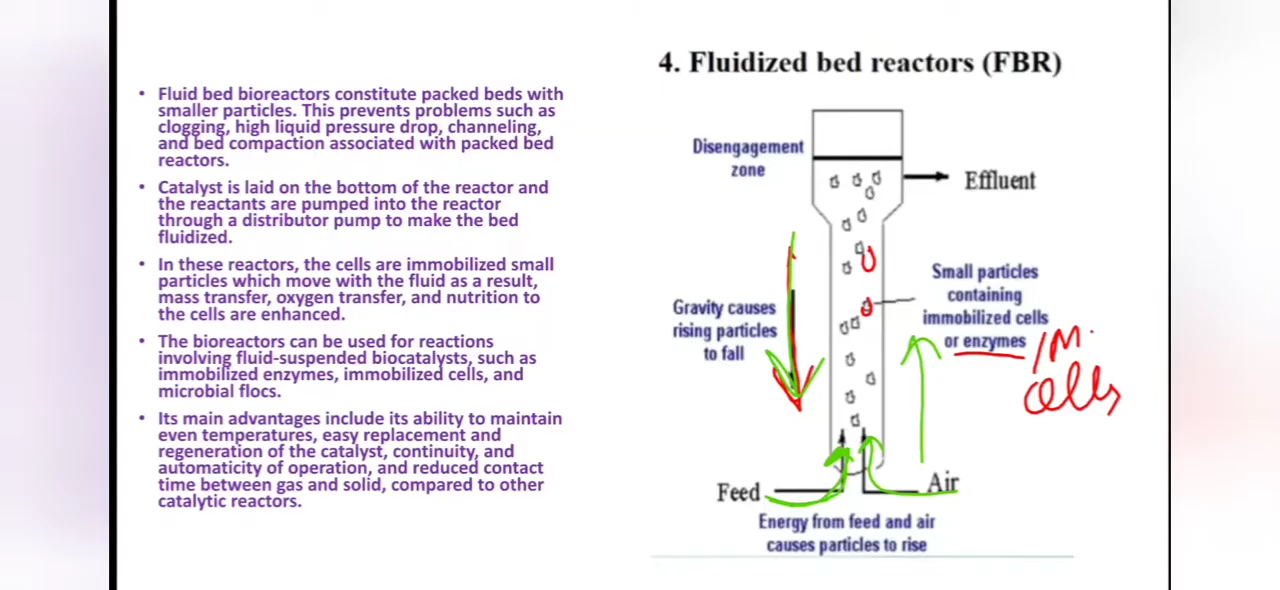 • Fluid bed bioreactors constitute packed beds with
smaller particles. This prevents problems such as
clogging, high liquid pressure drop, channeling,
and bed compaction associated with packed bed
reactors.
• Catalyst is laid on the bottom of the reactor and
the reactants are pumped into the reactor
through a distributor pump to make the bed
fluidized.
• In these reactors, the cells are immobilized small
particles which move with the fluid as a result,
mass transfer, oxygen transfer, and nutrition to
the cells are enhanced.
• The bioreactors can be used for reactions
involving fluid-suspended biocatalysts, such as
immobilized enzymes, immobilized cells, and
microbial flocs.
• Its main advantages include its ability to maintain
even temperatures, easy replacement and
regeneration of the catalyst, continuity, and
automaticity of operation, and reduced contact
time between gas and solid, compared to other
catalytic reactors.
4. Fluidized bed reactors (FBR)
Disengagement
zone
Effluent
Gravity causes
rising particles
to fall
Small particles
containing
immobilized cells
or enzymes
/M.
cells
Feed
Air
Energy from feed and air
causes particles to rise